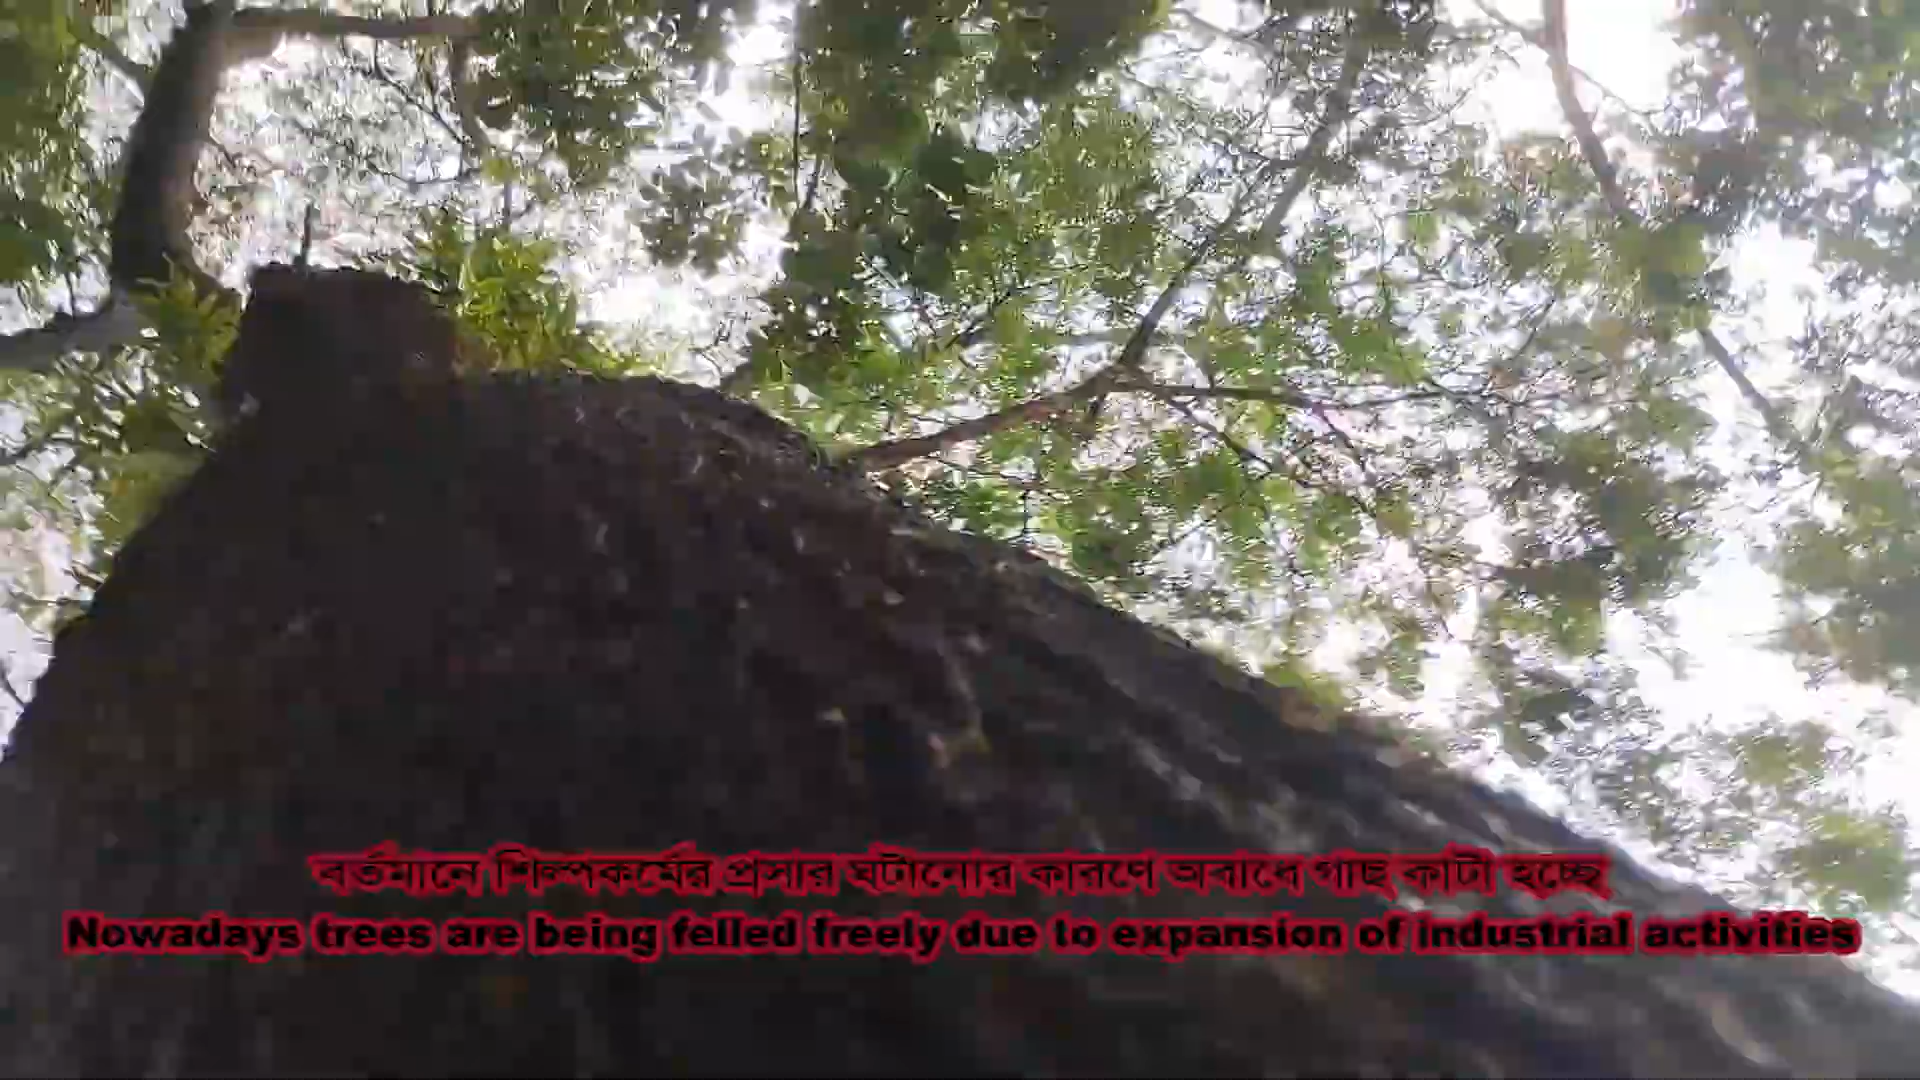 বর্তমানে শিল্পকর্মের প্রসার ঘটানোর কারণে অবাধে গাছ কাটা হচ্ছে
Nowadays trees are being felled freely due to expansion of industrial activities